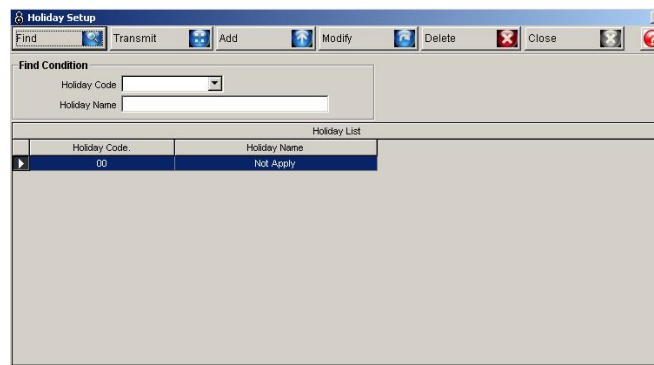 Holiday Setup
Find Transmit Add Modify Delete Close
Find Condition
Holiday Code
Holiday Name
Holiday List
Holiday Code. Holiday Name
00 Not Apply